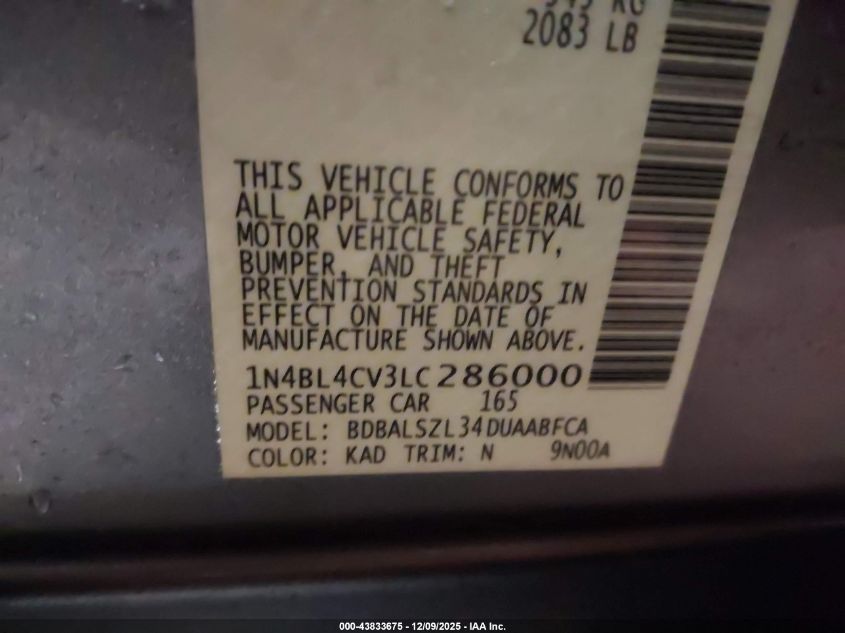 2083 LB
THIS VEHICLE CONFORMS TO
ALL APPLICABLE FEDERAL
MOTOR VEHICLE SAFETY,
BUMPER, AND THEFT
PREVENTION STANDARDS IN
EFFECT ON THE DATE OF
MANUFACTURE SHOWN ABOVE.
1N4BL4CV3LC286000
PASSENGER CAR 165
MODEL: BDBALSZL34DUAABFCA
COLOR: KAD TRIM: N 9N00A
000-43833675 - 12/09/2025 - IAA Inc.